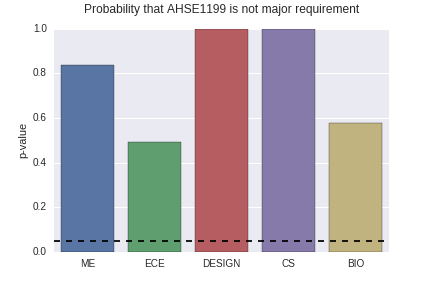 Probability that AHSE1199 is not major requirement
1.0
0.8
0.6
0.4
0.2
0.0
p-value
ME ECE DESIGN CS BIO